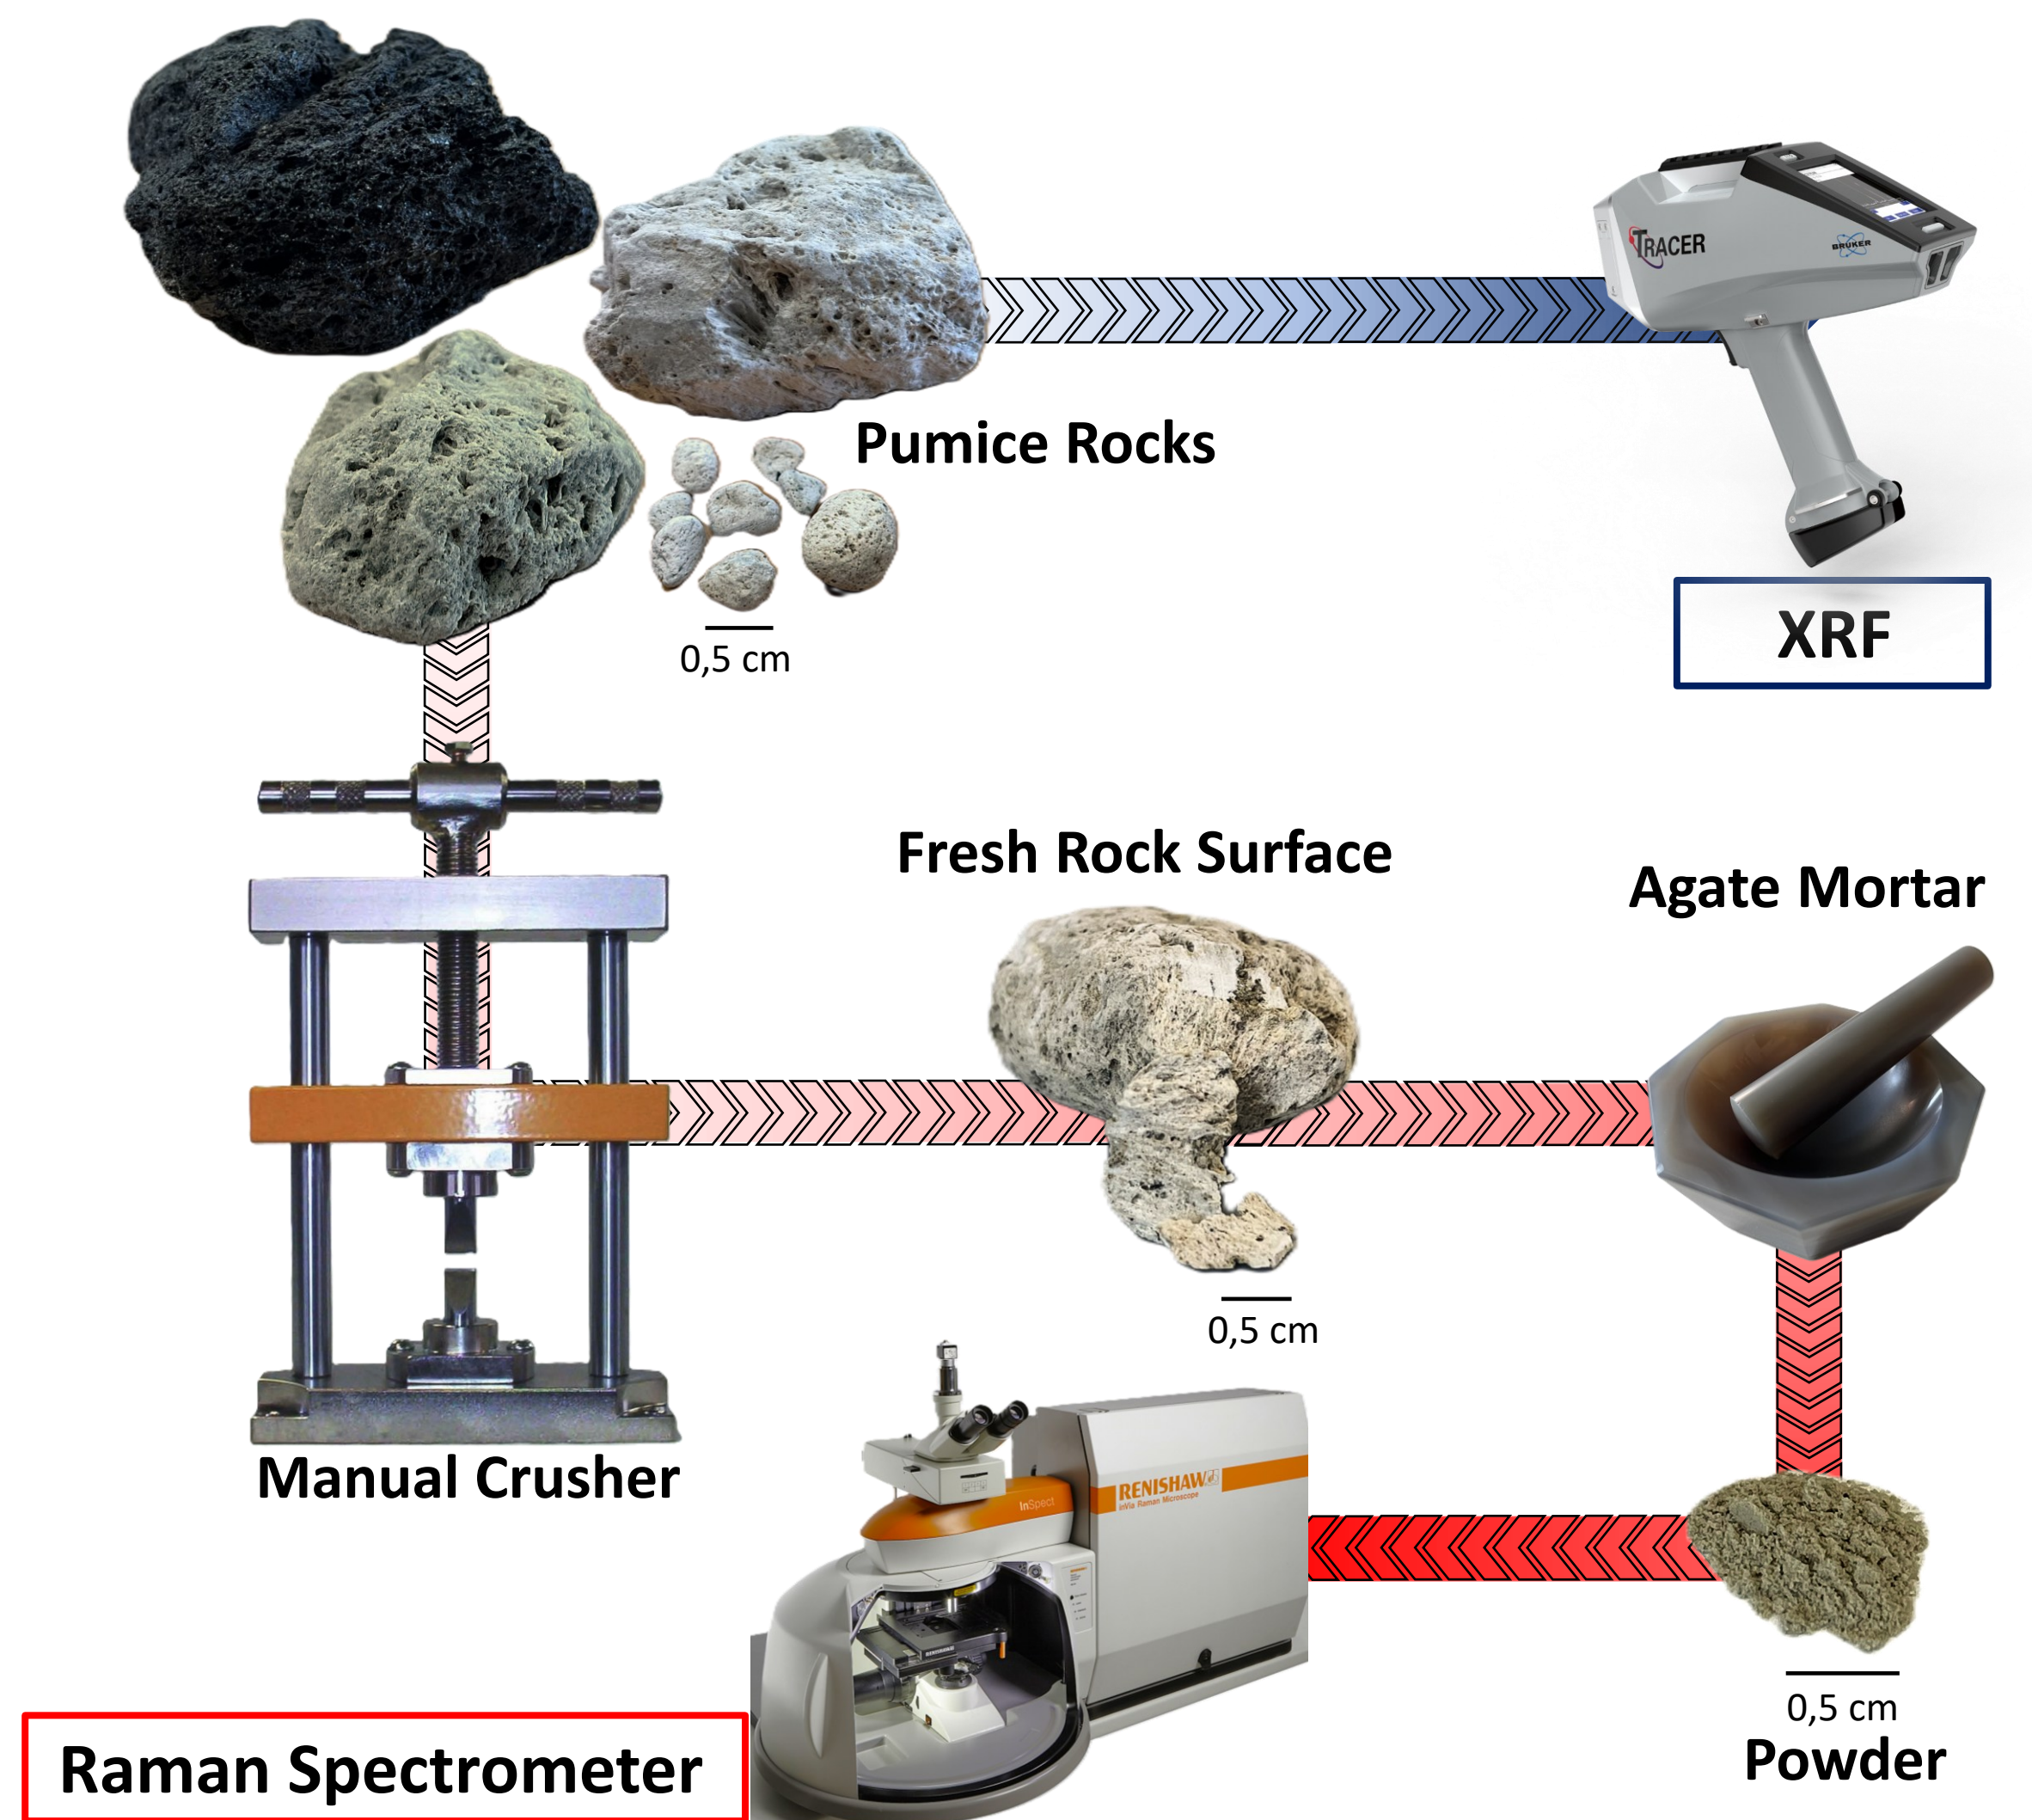 TRACER
BRUKER
Pumice Rocks
XRF
0,5 cm
Fresh Rock Surface
Agate Mortar
0,5 cm
Manual Crusher
RENISHAW
inVia Raman Microscope
InSpect
RENISHAW
0,5 cm
Powder
Raman Spectrometer